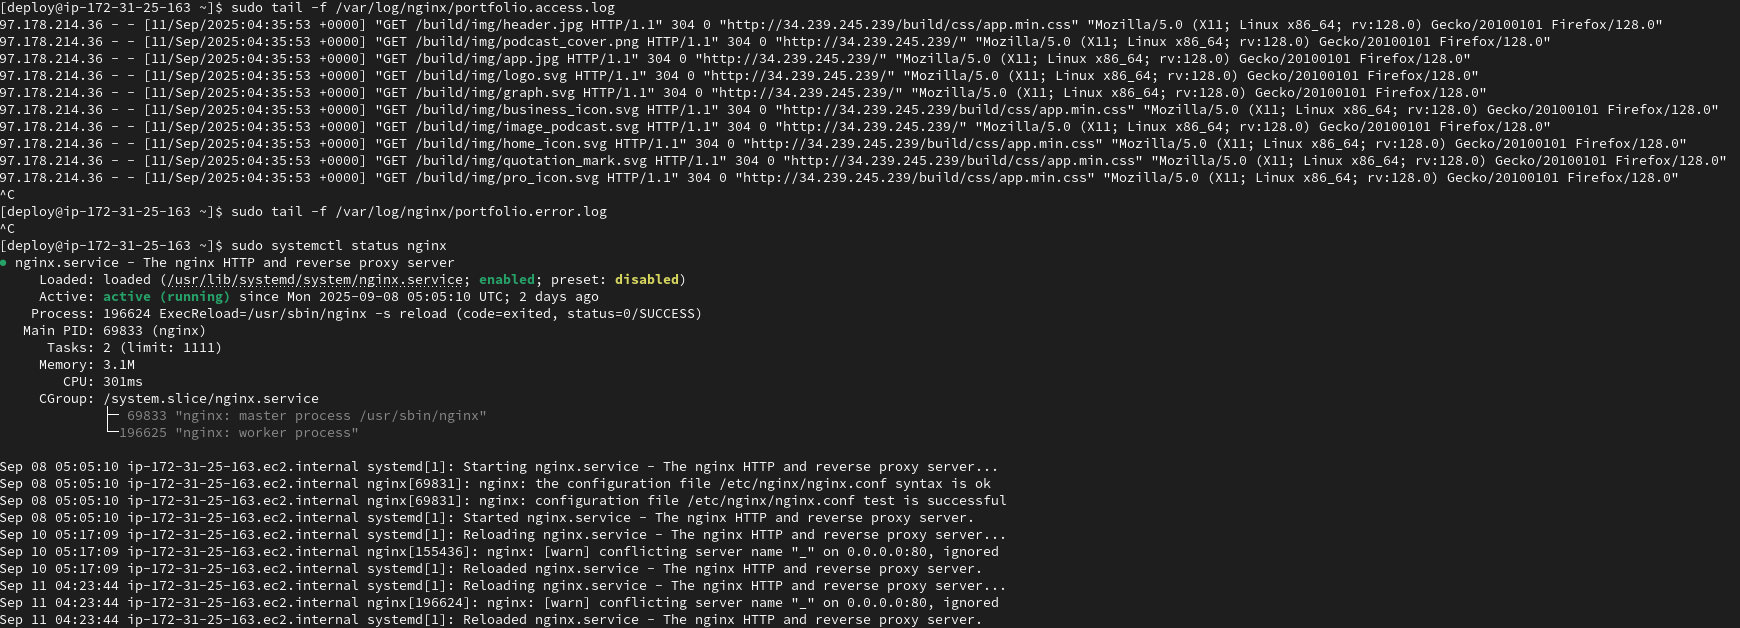 [deploy@ip-172-31-25-163 ~]$ sudo tail -f /var/log/nginx/portfolio.access.log
97.178.214.36 - - [11/Sep/2025:04:35:53 +0000] "GET /build/img/header.jpg HTTP/1.1" 304 0 "http://34.239.245.239/build/css/app.min.css" "Mozilla/5.0 (X11; Linux x86_64; rv:128.0) Gecko/20100101 Firefox/128.0"
97.178.214.36 - - [11/Sep/2025:04:35:53 +0000] "GET /build/img/podcast_cover.png HTTP/1.1" 304 0 "http://34.239.245.239/" "Mozilla/5.0 (X11; Linux x86_64; rv:128.0) Gecko/20100101 Firefox/128.0"
97.178.214.36 - - [11/Sep/2025:04:35:53 +0000] "GET /build/img/app.jpg HTTP/1.1" 304 0 "http://34.239.245.239/" "Mozilla/5.0 (X11; Linux x86_64; rv:128.0) Gecko/20100101 Firefox/128.0"
97.178.214.36 - - [11/Sep/2025:04:35:53 +0000] "GET /build/img/logo.svg HTTP/1.1" 304 0 "http://34.239.245.239/" "Mozilla/5.0 (X11; Linux x86_64; rv:128.0) Gecko/20100101 Firefox/128.0"
97.178.214.36 - - [11/Sep/2025:04:35:53 +0000] "GET /build/img/graph.svg HTTP/1.1" 304 0 "http://34.239.245.239/" "Mozilla/5.0 (X11; Linux x86_64; rv:128.0) Gecko/20100101 Firefox/128.0"
97.178.214.36 - - [11/Sep/2025:04:35:53 +0000] "GET /build/img/business_icon.svg HTTP/1.1" 304 0 "http://34.239.245.239/build/css/app.min.css" "Mozilla/5.0 (X11; Linux x86_64; rv:128.0) Gecko/20100101 Firefox/128.0"
97.178.214.36 - - [11/Sep/2025:04:35:53 +0000] "GET /build/img/image_podcast.svg HTTP/1.1" 304 0 "http://34.239.245.239/" "Mozilla/5.0 (X11; Linux x86_64; rv:128.0) Gecko/20100101 Firefox/128.0"
97.178.214.36 - - [11/Sep/2025:04:35:53 +0000] "GET /build/img/home_icon.svg HTTP/1.1" 304 0 "http://34.239.245.239/build/css/app.min.css" "Mozilla/5.0 (X11; Linux x86_64; rv:128.0) Gecko/20100101 Firefox/128.0"
97.178.214.36 - - [11/Sep/2025:04:35:53 +0000] "GET /build/img/quotation_mark.svg HTTP/1.1" 304 0 "http://34.239.245.239/build/css/app.min.css" "Mozilla/5.0 (X11; Linux x86_64; rv:128.0) Gecko/20100101 Firefox/128.0"
97.178.214.36 - - [11/Sep/2025:04:35:53 +0000] "GET /build/img/pro_icon.svg HTTP/1.1" 304 0 "http://34.239.245.239/build/css/app.min.css" "Mozilla/5.0 (X11; Linux x86_64; rv:128.0) Gecko/20100101 Firefox/128.0"
^C
[deploy@ip-172-31-25-163 ~]$ sudo tail -f /var/log/nginx/portfolio.error.log
^C
[deploy@ip-172-31-25-163 ~]$ sudo systemctl status nginx
● nginx.service - The nginx HTTP and reverse proxy server
     Loaded: loaded (/usr/lib/systemd/system/nginx.service; enabled; preset: disabled)
     Active: active (running) since Mon 2025-09-08 05:05:10 UTC; 2 days ago
    Process: 196624 ExecReload=/usr/sbin/nginx -s reload (code=exited, status=0/SUCCESS)
   Main PID: 69833 (nginx)
      Tasks: 2 (limit: 1111)
     Memory: 3.1M
        CPU: 301ms
     CGroup: /system.slice/nginx.service
             ├─ 69833 "nginx: master process /usr/sbin/nginx"
             └─196625 "nginx: worker process"
Sep 08 05:05:10 ip-172-31-25-163.ec2.internal systemd[1]: Starting nginx.service - The nginx HTTP and reverse proxy server...
Sep 08 05:05:10 ip-172-31-25-163.ec2.internal nginx[69831]: nginx: the configuration file /etc/nginx/nginx.conf syntax is ok
Sep 08 05:05:10 ip-172-31-25-163.ec2.internal nginx[69831]: nginx: configuration file /etc/nginx/nginx.conf test is successful
Sep 08 05:05:10 ip-172-31-25-163.ec2.internal systemd[1]: Started nginx.service - The nginx HTTP and reverse proxy server.
Sep 10 05:17:09 ip-172-31-25-163.ec2.internal systemd[1]: Reloading nginx.service - The nginx HTTP and reverse proxy server...
Sep 10 05:17:09 ip-172-31-25-163.ec2.internal nginx[155436]: nginx: [warn] conflicting server name "_" on 0.0.0.0:80, ignored
Sep 10 05:17:09 ip-172-31-25-163.ec2.internal systemd[1]: Reloaded nginx.service - The nginx HTTP and reverse proxy server.
Sep 11 04:23:44 ip-172-31-25-163.ec2.internal systemd[1]: Reloading nginx.service - The nginx HTTP and reverse proxy server...
Sep 11 04:23:44 ip-172-31-25-163.ec2.internal nginx[196624]: nginx: [warn] conflicting server name "_" on 0.0.0.0:80, ignored
Sep 11 04:23:44 ip-172-31-25-163.ec2.internal systemd[1]: Reloaded nginx.service - The nginx HTTP and reverse proxy server.